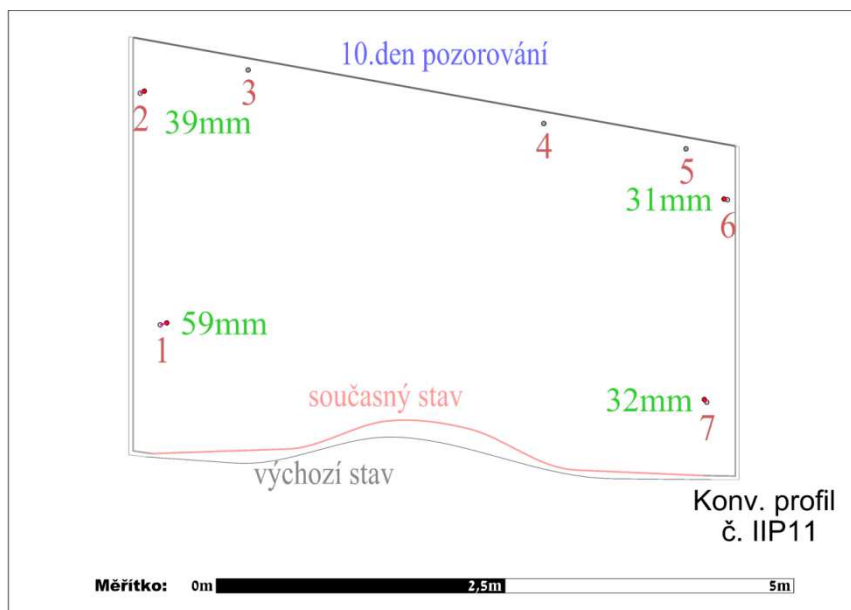 10.den pozorování
3
2
39mm
4
5
31mm
6
59mm
1
současný stav
32mm
7
výchozí stav
Konv. profil
č. IIP11
Měřítko: 0m 2,5m 5m